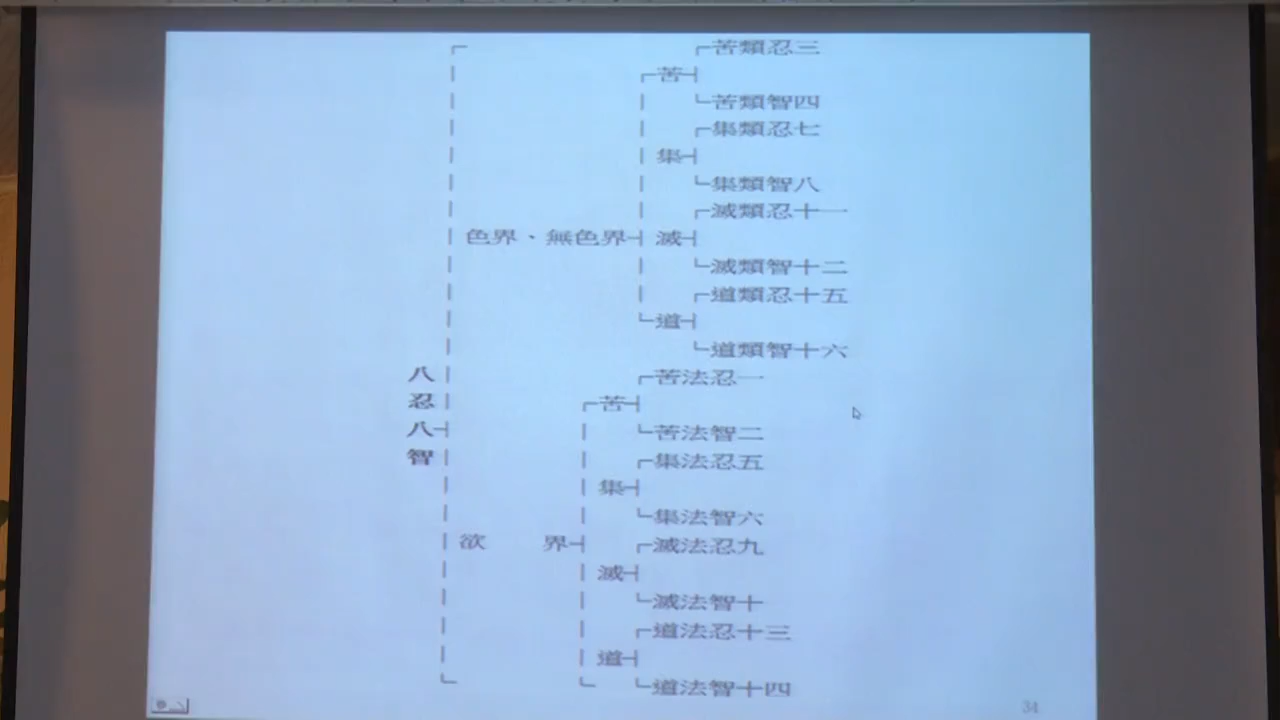 苦類忍三
苦
苦類智四
集類忍七
集
集類智八
滅類忍十一
色界、無色界 滅
滅類智十二
道類忍十五
道
道類智十六
八忍八智
苦法忍一
苦
苦法智二
集法忍五
集
集法智六
欲 界
滅法忍九
滅
滅法智十
道法忍十三
道
道法智十四
34